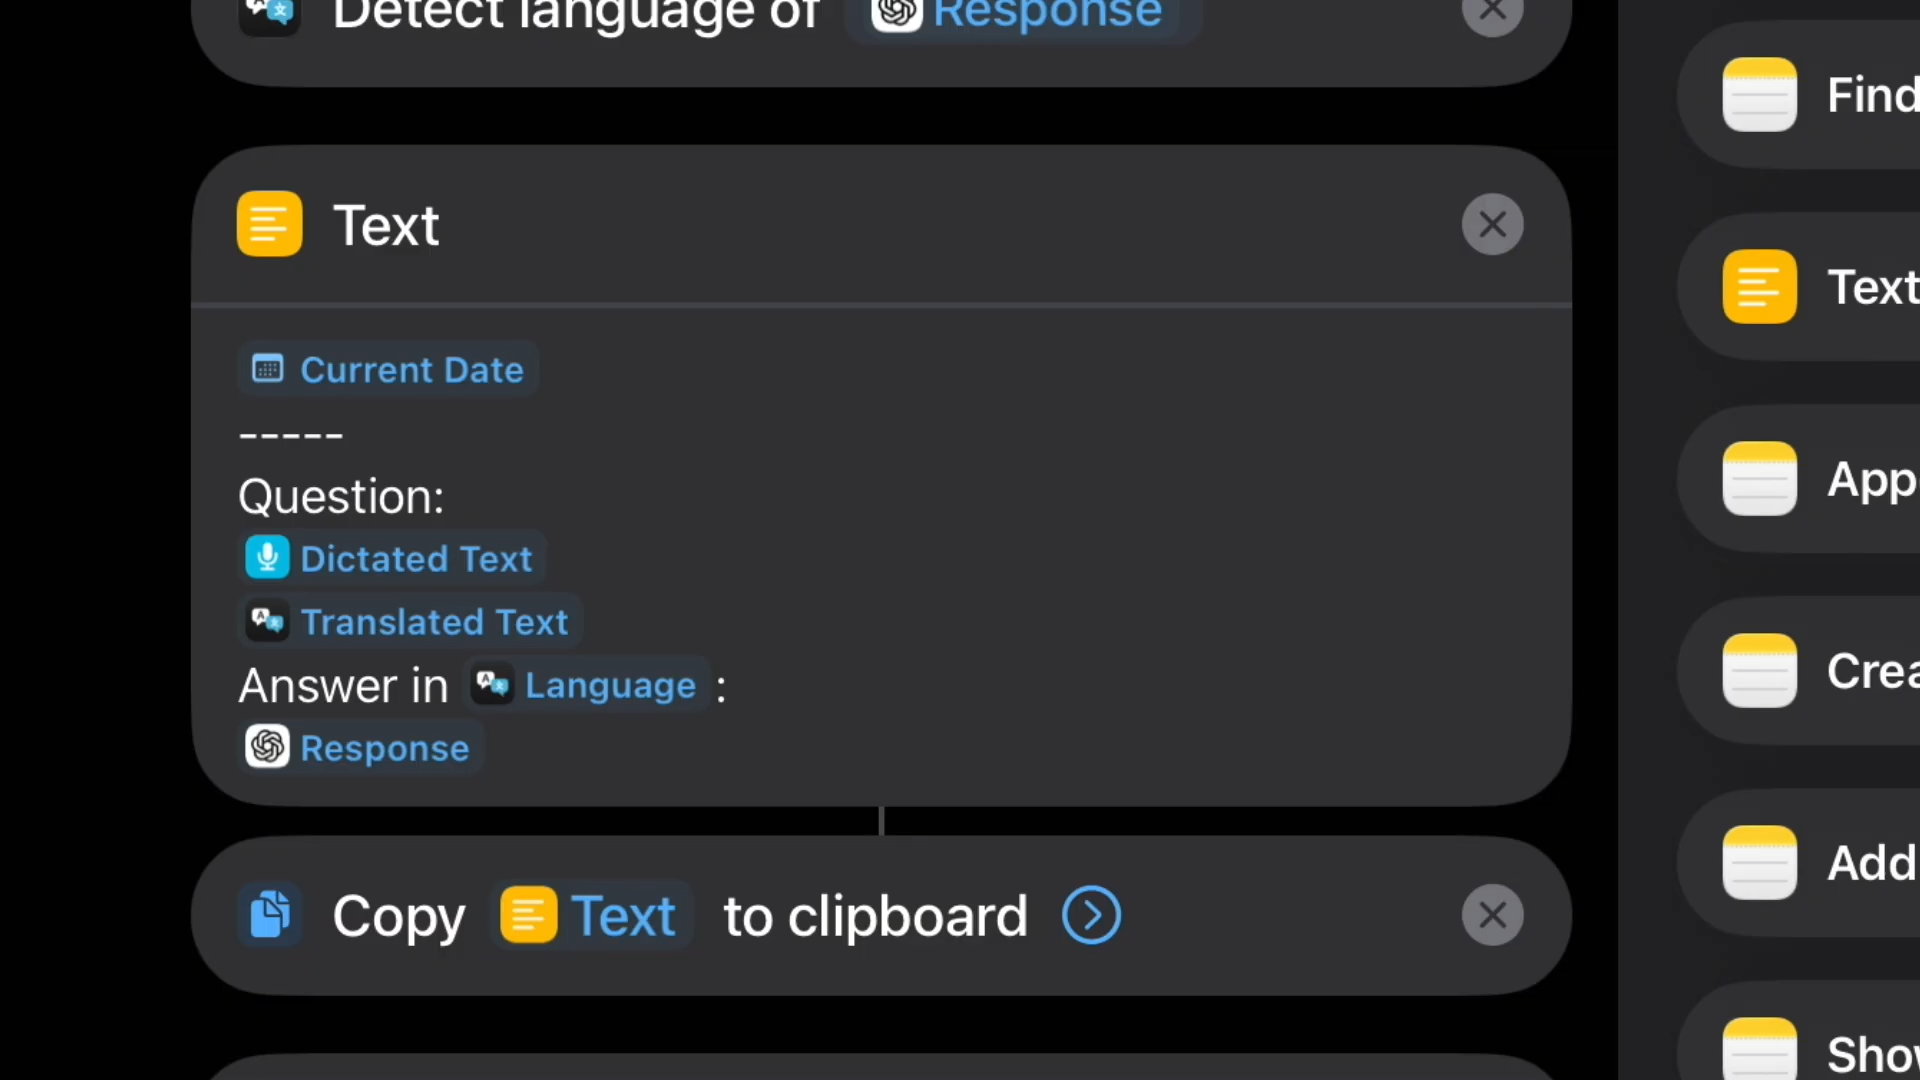 Detect language of Response
Text
Current Date
-----
Question:
Dictated Text
Translated Text
Answer in Language :
Response
Copy Text to clipboard
Find
Text
App
Crea
Add
Show